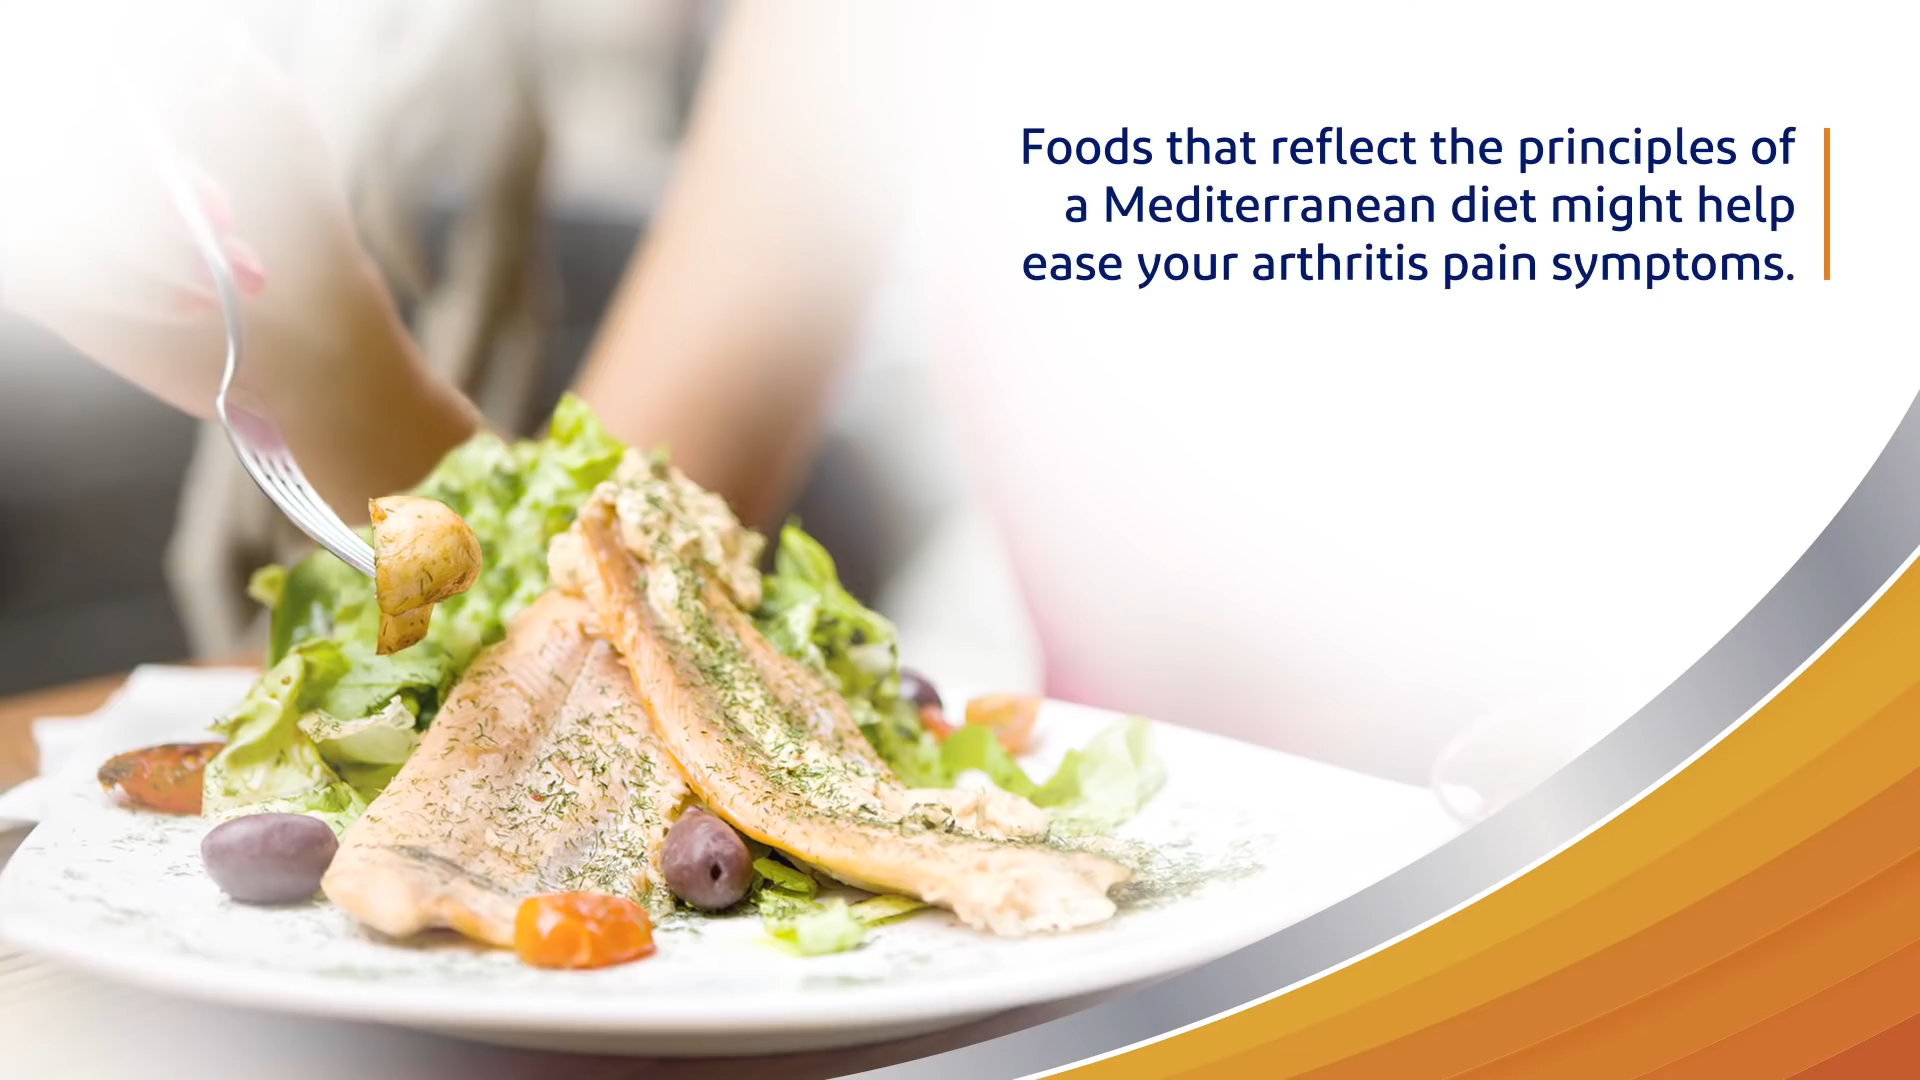 Foods that reflect the principles of
a Mediterranean diet might help
ease your arthritis pain symptoms.